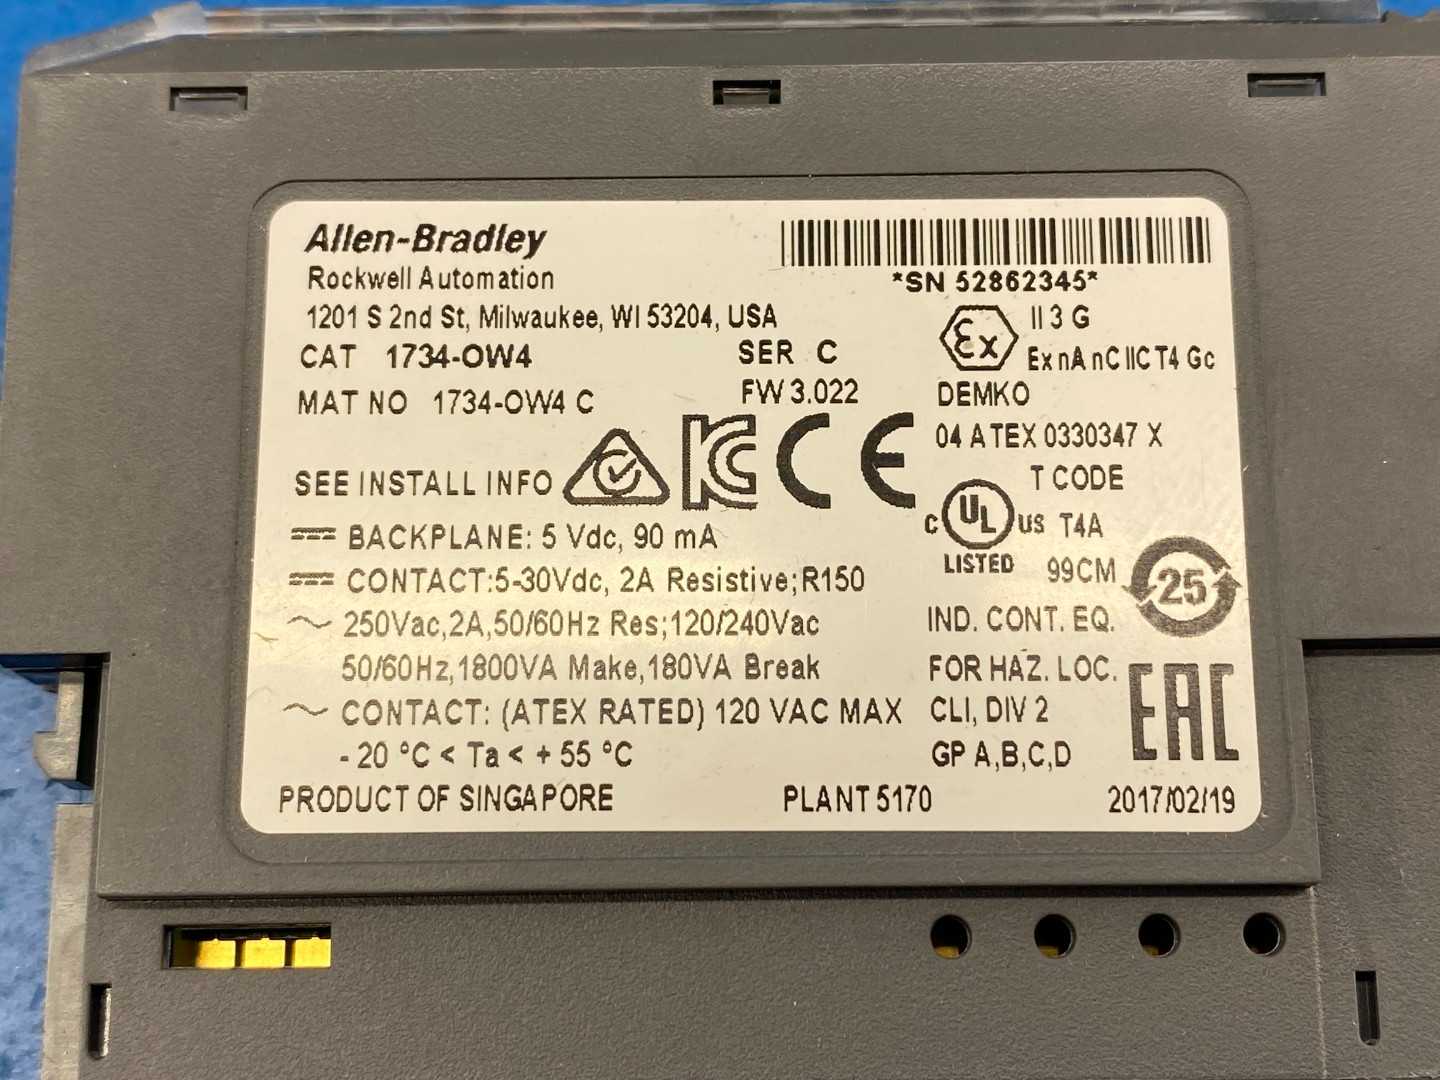 Allen-Bradley
Rockwell Automation
*SN 52862345*
1201 S 2nd St, Milwaukee, WI 53204, USA
CAT 1734-OW4 SER C
MAT NO 1734-OW4 C FW 3.022
Ex II 3 G
Ex nA nC IIC T4 Gc
DEMKO
04 ATEX 0330347 X
SEE INSTALL INFO KC CE
T CODE
C UL US T4A
LISTED 99CM 25
BACKPLANE: 5 Vdc, 90 mA
CONTACT:5-30Vdc, 2A Resistive;R150
~ 250Vac,2A,50/60Hz Res;120/240Vac
50/60Hz,1800VA Make,180VA Break
~ CONTACT: (ATEX RATED) 120 VAC MAX
- 20 °C < Ta < + 55 °C
IND. CONT. EQ.
FOR HAZ. LOC.
CLI, DIV 2
GP A,B,C,D
EAC
PRODUCT OF SINGAPORE PLANT 5170 2017/02/19